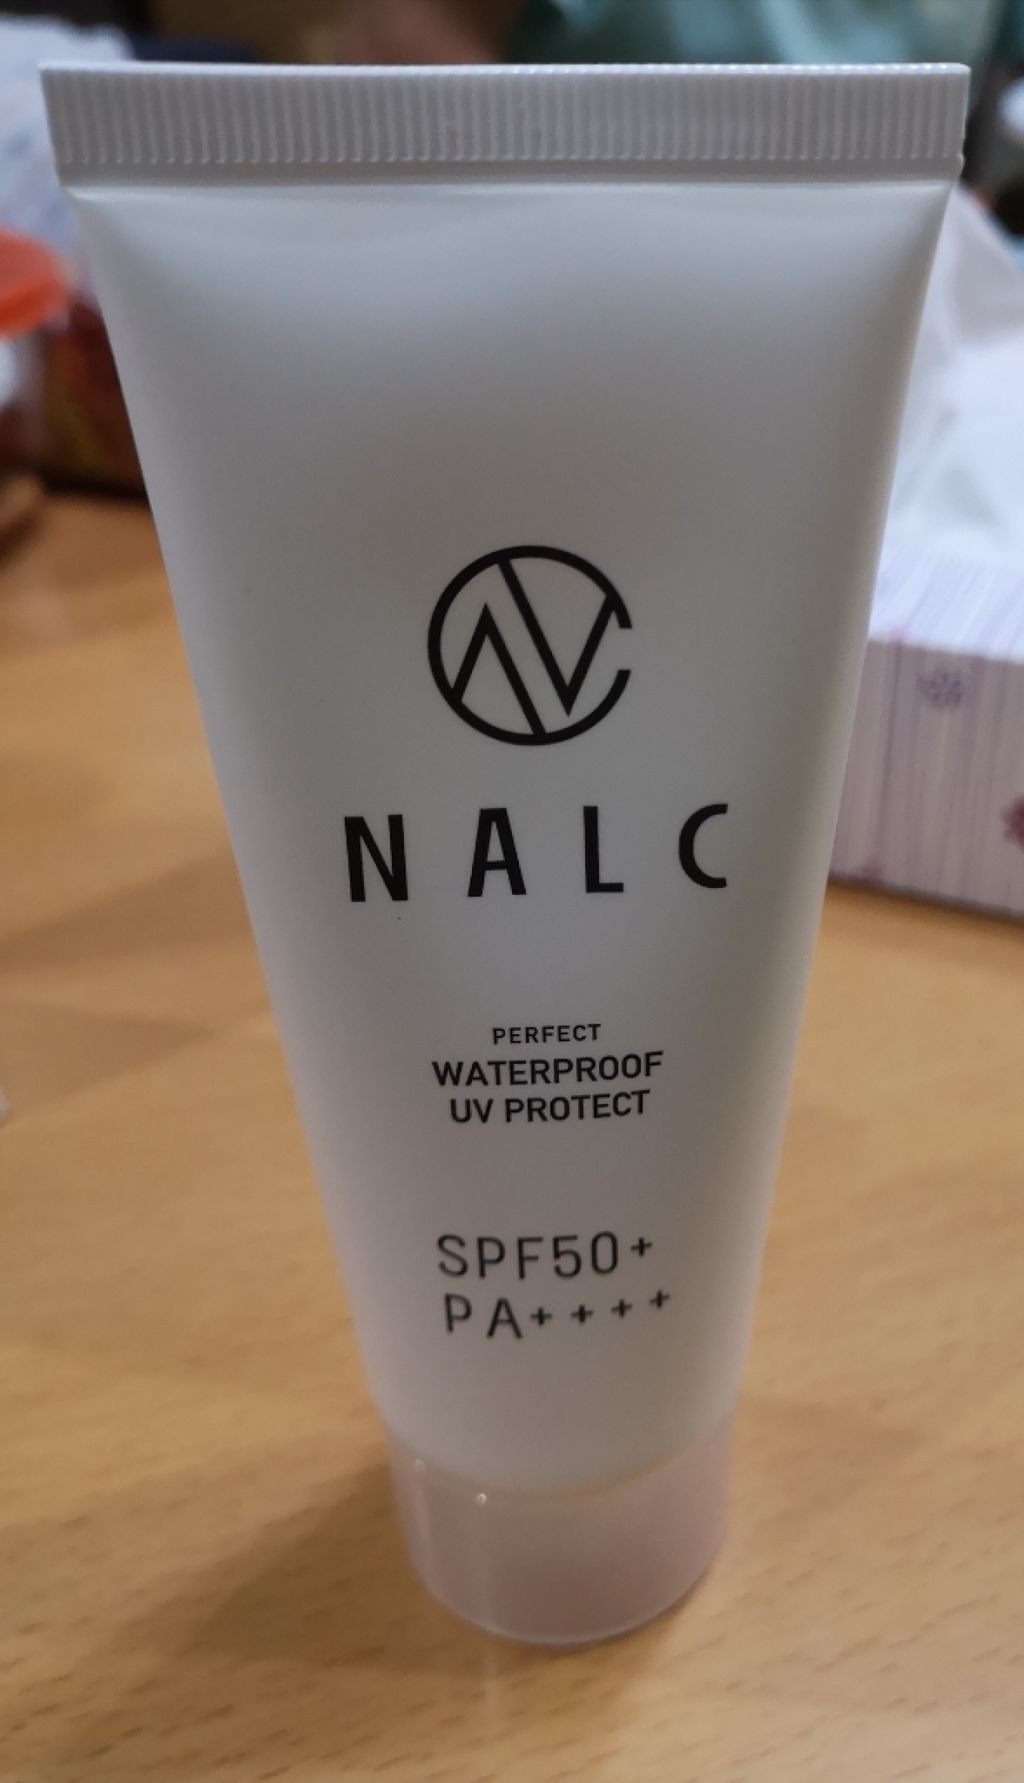 NALC
PERFECT
WATERPROOF
UV PROTECT
SPF50+
PA++++